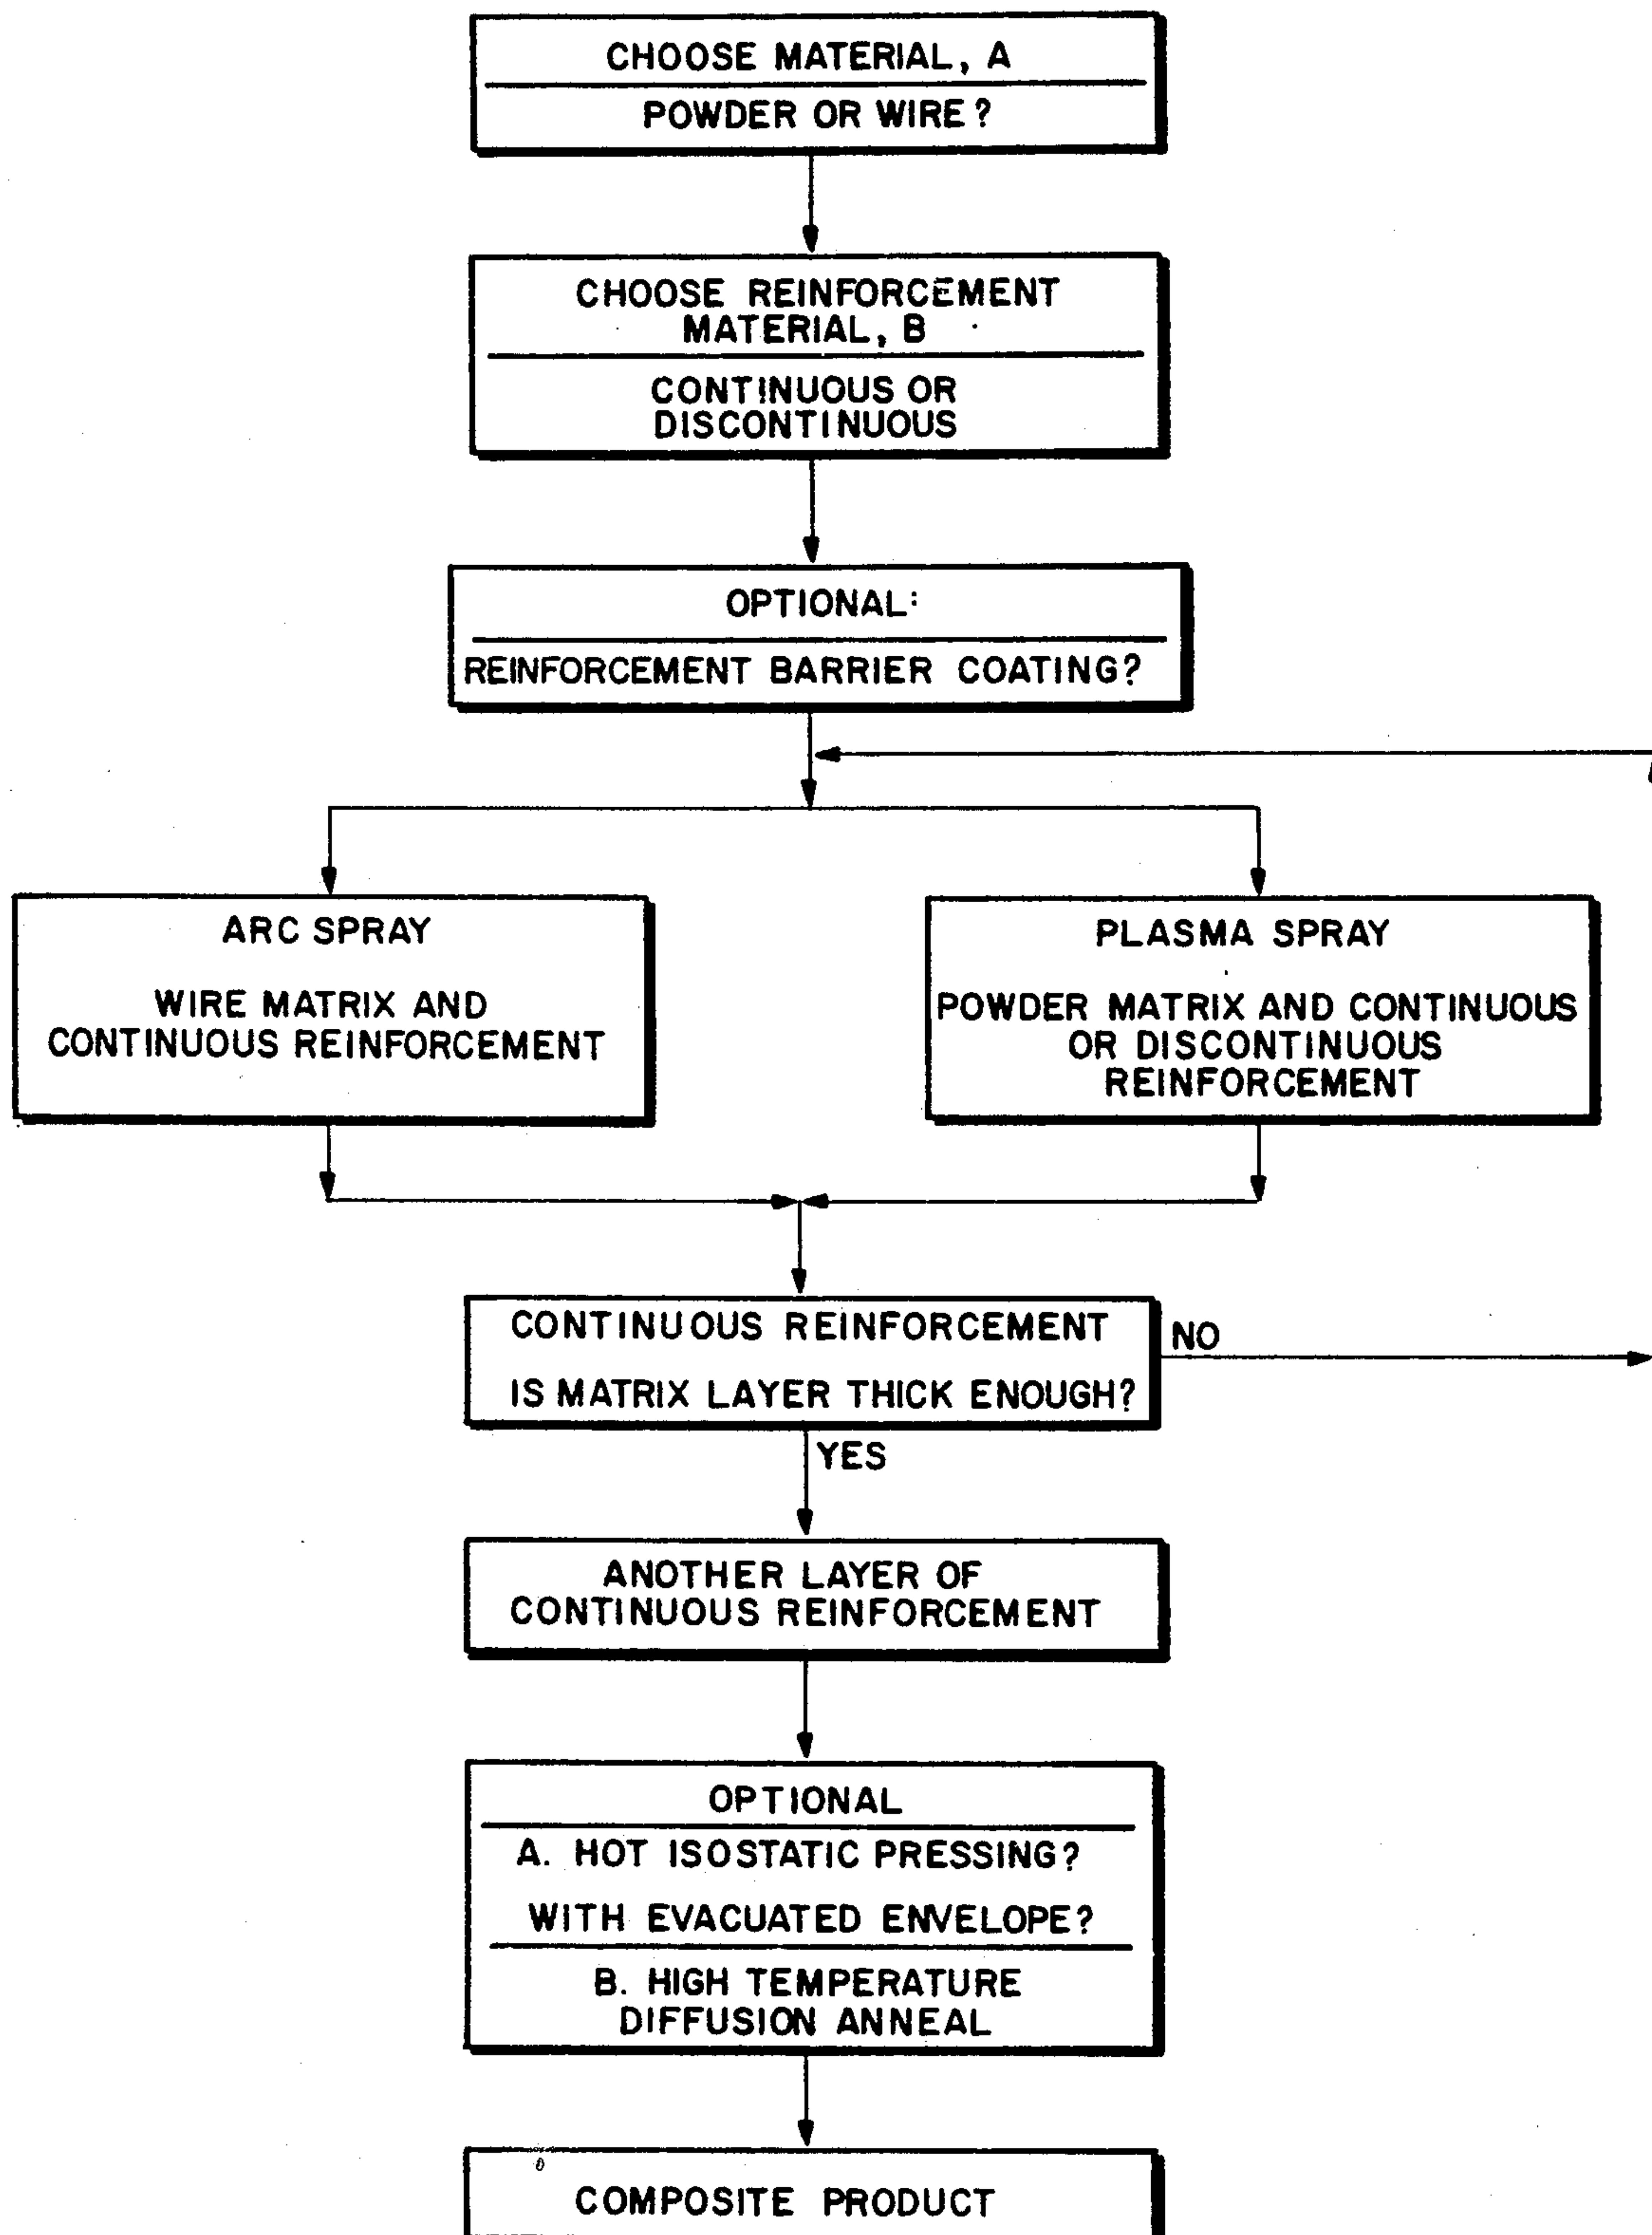 CHOOSE MATERIAL, A
POWDER OR WIRE?
CHOOSE REINFORCEMENT
MATERIAL, B
CONTINUOUS OR
DISCONTINUOUS
OPTIONAL:
REINFORCEMENT BARRIER COATING?
ARC SPRAY
WIRE MATRIX AND
CONTINUOUS REINFORCEMENT
PLASMA SPRAY
POWDER MATRIX AND CONTINUOUS
OR DISCONTINUOUS
REINFORCEMENT
CONTINUOUS REINFORCEMENT
IS MATRIX LAYER THICK ENOUGH?
NO
YES
ANOTHER LAYER OF
CONTINUOUS REINFORCEMENT
OPTIONAL
A. HOT ISOSTATIC PRESSING?
WITH EVACUATED ENVELOPE?
B. HIGH TEMPERATURE
DIFFUSION ANNEAL
COMPOSITE PRODUCT